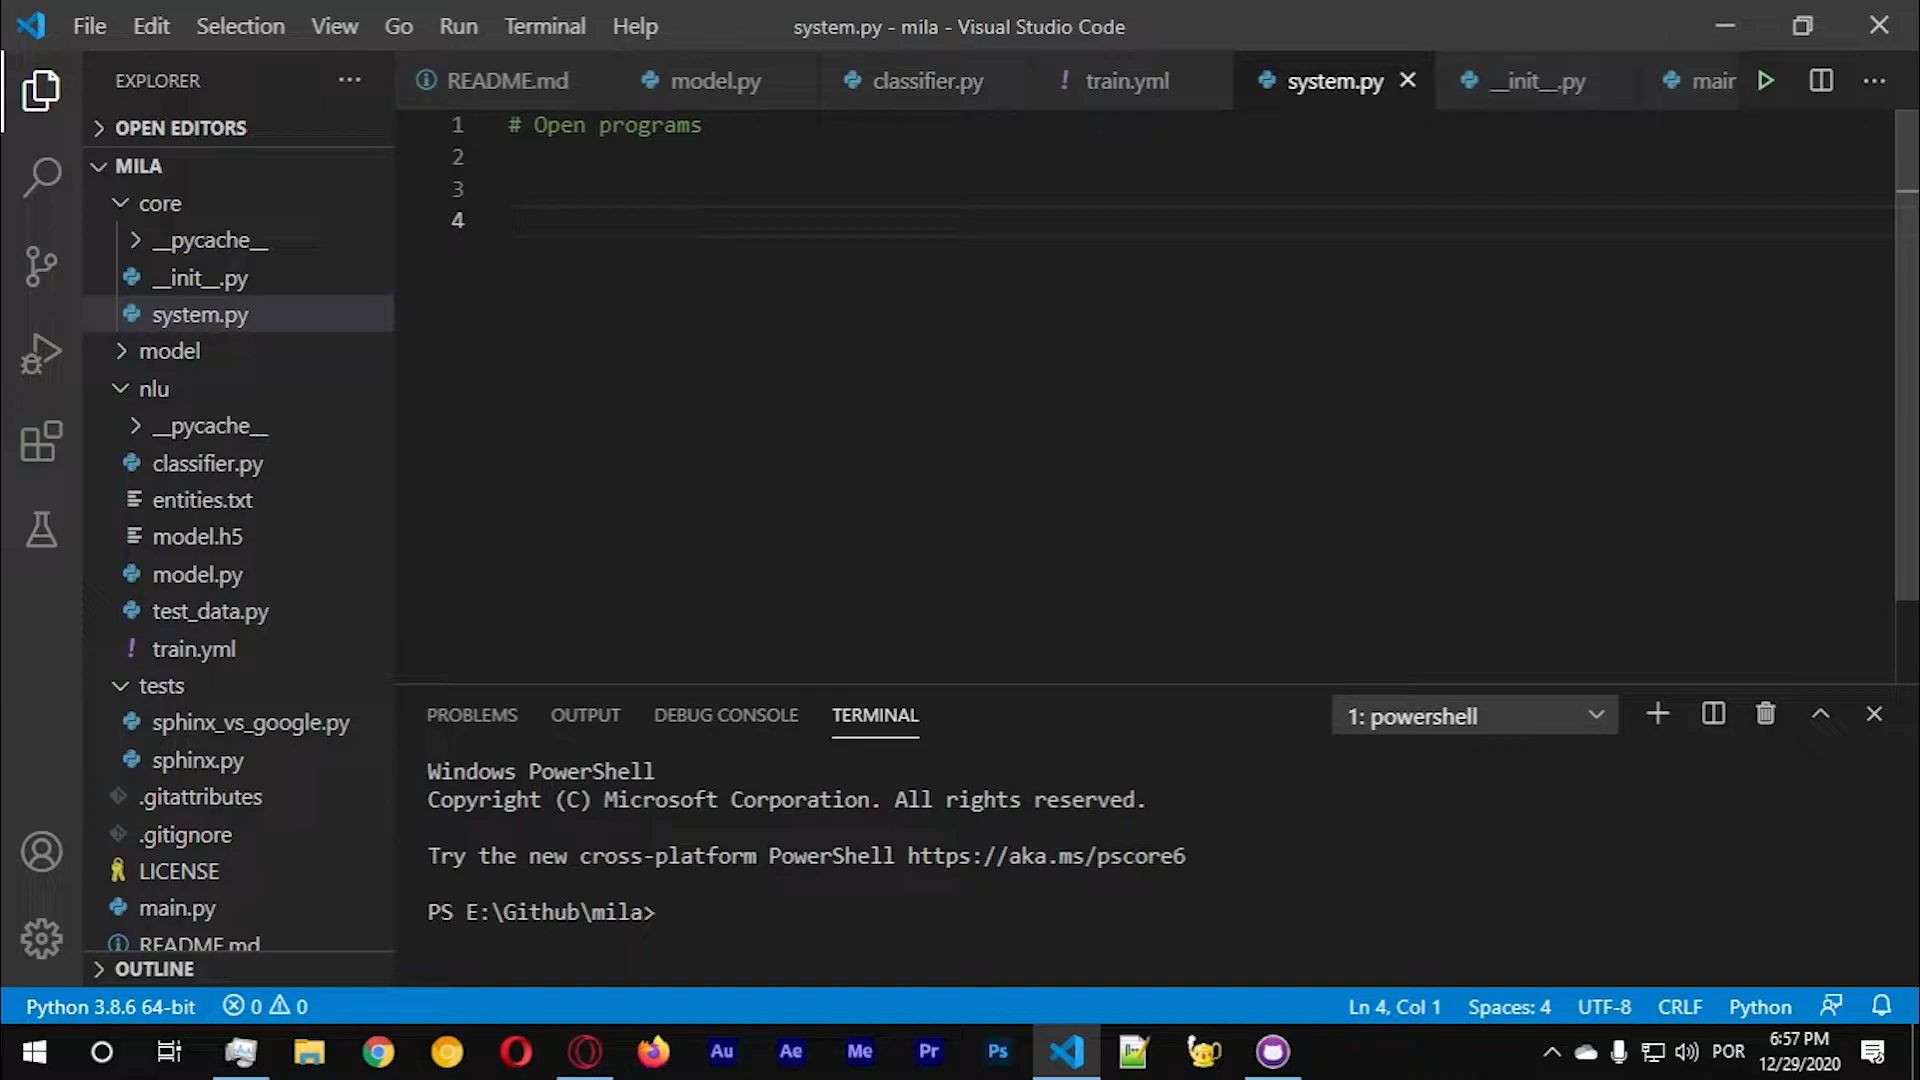 File Edit Selection View Go Run Terminal Help
system.py - mila - Visual Studio Code
EXPLORER
README.md
model.py
classifier.py
! train.yml
system.py
__init__.py
mair
OPEN EDITORS
MILA
core
__pycache__
__init__.py
system.py
model
nlu
__pycache__
classifier.py
entities.txt
model.h5
model.py
test_data.py
! train.yml
tests
sphinx_vs_google.py
sphinx.py
.gitattributes
.gitignore
LICENSE
main.py
README.md
OUTLINE
1 # Open programs
2
3
4
PROBLEMS OUTPUT DEBUG CONSOLE TERMINAL
1: powershell
Windows PowerShell
Copyright (C) Microsoft Corporation. All rights reserved.
Try the new cross-platform PowerShell https://aka.ms/pscore6
PS E:\Github\mila>
Python 3.8.6 64-bit 0 0
Ln 4, Col 1 Spaces: 4 UTF-8 CRLF Python
Au Ae Me Pr Ps
POR
6:57 PM
12/29/2020